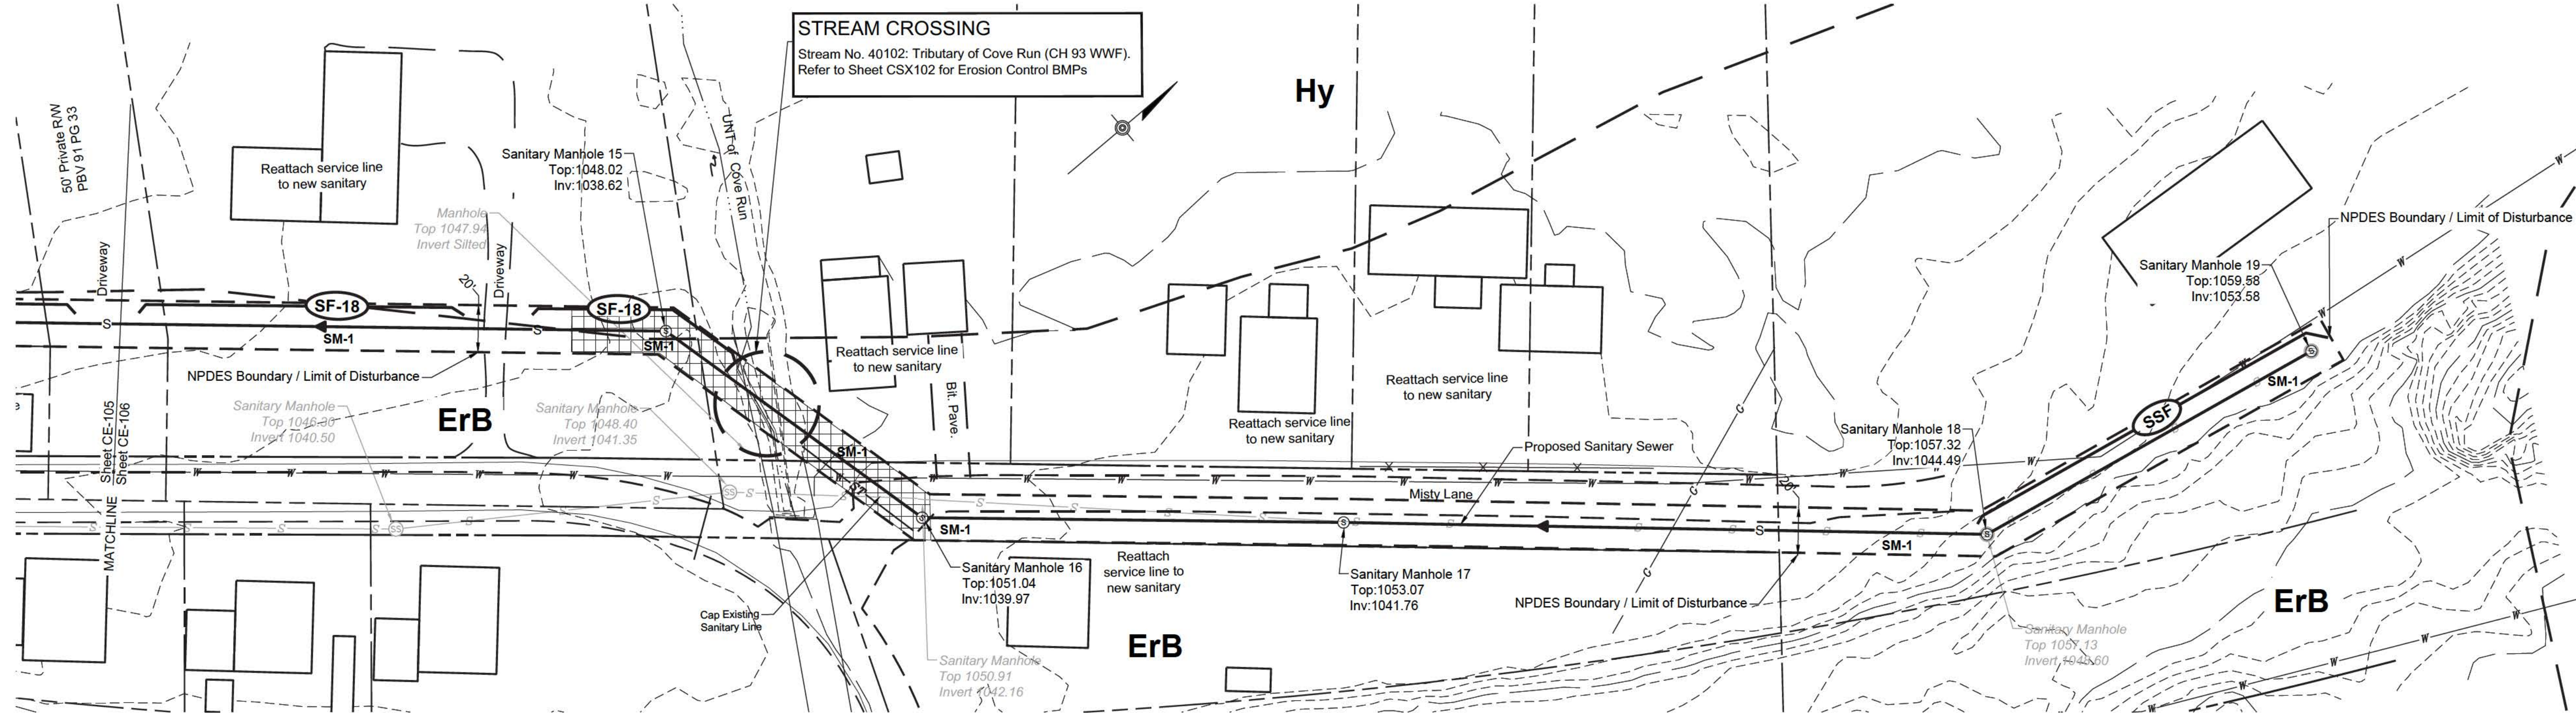 STREAM CROSSING
Stream No. 40102: Tributary of Cove Run (CH 93 WWF).
Refer to Sheet CSX102 for Erosion Control BMPs
Hy
50' Private R/W
PBV 91 PG 33
Reattach service line
to new sanitary
Sanitary Manhole 15
Top:1048.02
Inv:1038.62
UNT of Cove Run
Manhole
Top 1047.94
Invert Silted
Driveway
20'
Driveway
SF-18
SF-18
S
S
S
SM-1
SM-1
NPDES Boundary / Limit of Disturbance
Sanitary Manhole
Top 1046.30
Invert 1040.50
ErB
Sanitary Manhole
Top 1048.40
Invert 1041.35
MATCHLINE
Sheet CE-105
Sheet CE-106
Reattach service line
to new sanitary
Bit. Pave.
SM-1
Reattach service line
to new sanitary
Reattach service line
to new sanitary
Proposed Sanitary Sewer
Misty Lane
G
G
G
20'
Sanitary Manhole 18
Top:1057.32
Inv:1044.49
Sanitary Manhole 19
Top:1059.58
Inv:1053.58
NPDES Boundary / Limit of Disturbance
SM-1
SSF
W W W W W W
W W W W W W W W W W W W
SS
SS
S
SM-1
S
SM-1
Sanitary Manhole 16
Top:1051.04
Inv:1039.97
Reattach
service line to
new sanitary
Sanitary Manhole 17
Top:1053.07
Inv:1041.76
NPDES Boundary / Limit of Disturbance
Cap Existing
Sanitary Line
Sanitary Manhole
Top 1050.91
Invert 1042.16
ErB
Sanitary Manhole
Top 1057.13
ErB